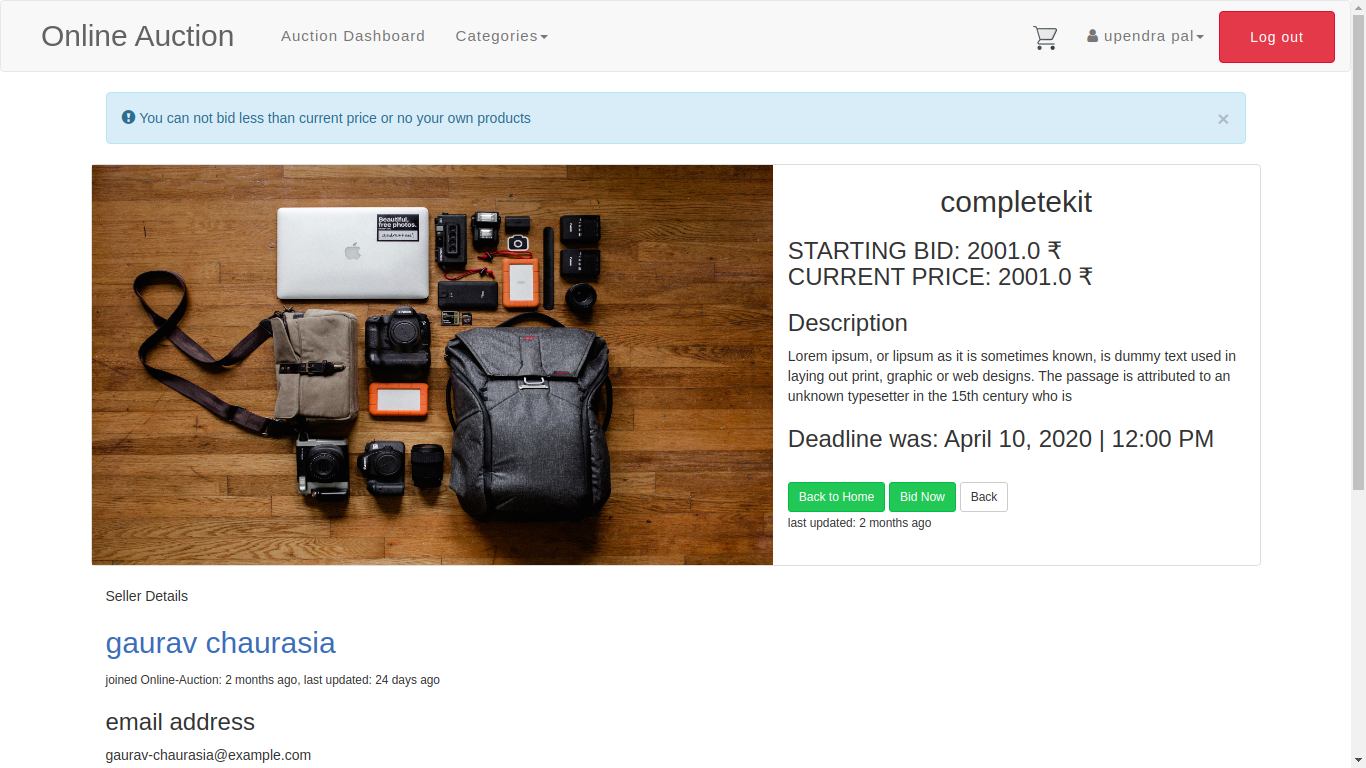 Online Auction
Auction Dashboard
Categories
upendra pal
Log out
You can not bid less than current price or no your own products
×
Beautiful,
free photos.
completekit
STARTING BID: 2001.0 ₹
CURRENT PRICE: 2001.0 ₹
Description
Lorem ipsum, or lipsum as it is sometimes known, is dummy text used in
laying out print, graphic or web designs. The passage is attributed to an
unknown typesetter in the 15th century who is
Deadline was: April 10, 2020 | 12:00 PM
Back to Home
Bid Now
Back
last updated: 2 months ago
Seller Details
gaurav chaurasia
joined Online-Auction: 2 months ago, last updated: 24 days ago
email address
gaurav-chaurasia@example.com